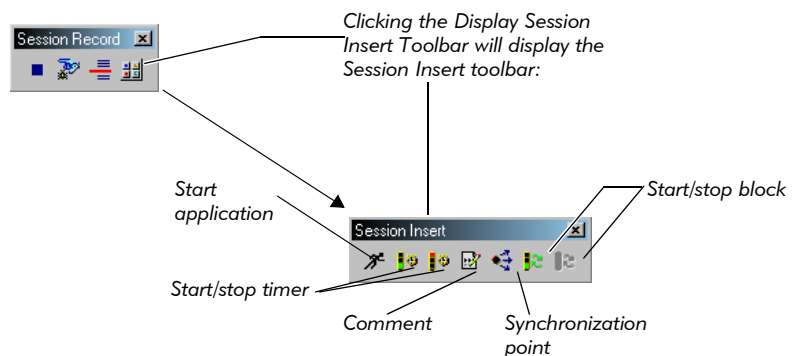 Clicking the Display Session
Insert Toolbar will display the
Session Insert toolbar:
Session Record
Start
application
Start/stop block
Session Insert
Start/stop timer
Comment
Synchronization
point